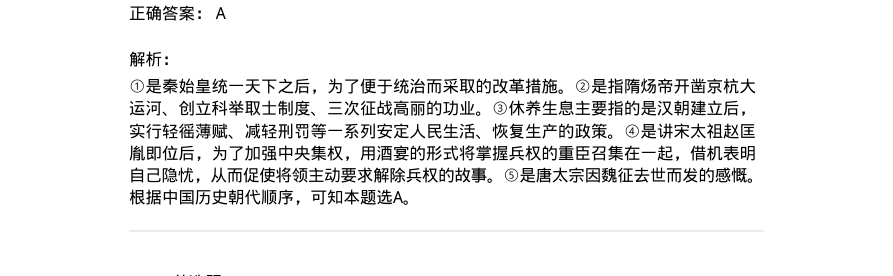 正确答案： A
解析：
①是秦始皇统一天下之后，为了便于统治而采取的改革措施。②是指隋炀帝开凿京杭大
运河、创立科举取士制度、三次征战高丽的功业。③休养生息主要指的是汉朝建立后，
实行轻徭薄赋、减轻刑罚等一系列安定人民生活、恢复生产的政策。④是讲宋太祖赵匡
胤即位后，为了加强中央集权，用酒宴的形式将掌握兵权的重臣召集在一起，借机表明
自己隐忧，从而促使将领主动要求解除兵权的故事。⑤是唐太宗因魏征去世而发的感慨。
根据中国历史朝代顺序，可知本题选A。